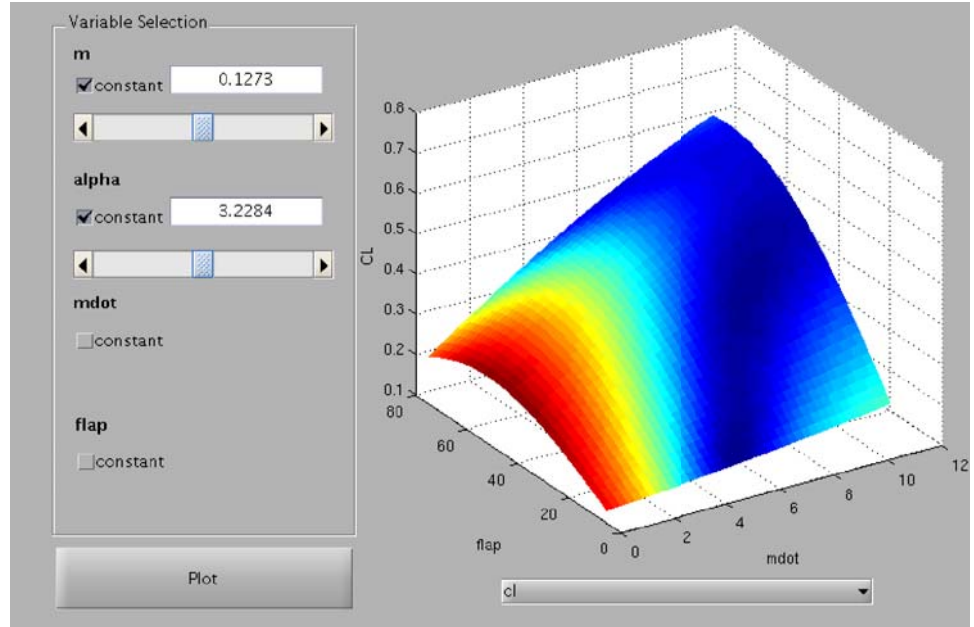 Variable Selection
m
constant
0.1273
alpha
constant
3.2284
mdot
constant
flap
constant
Plot
0.8
0.7
0.6
0.5
0.4
0.3
0.2
0.1
CL
80
60
40
20
0
flap
0
2
4
6
8
10
12
mdot
cl